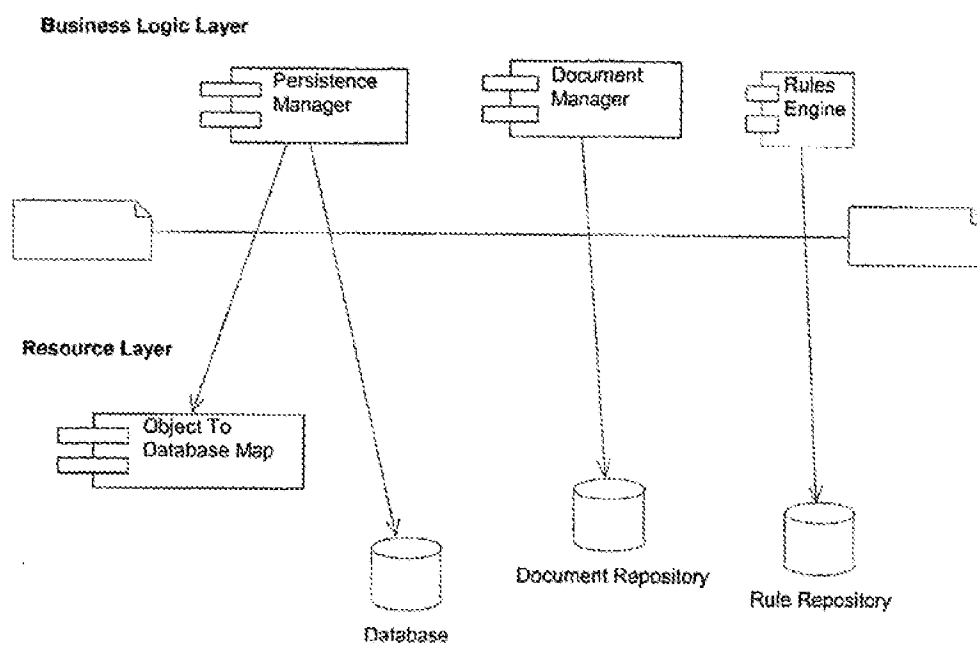 Business Logic Layer
Persistence
Manager
Document
Manager
Rules
Engine
Resource Layer
Object To
Database Map
Document Repository
Rule Repository
Database